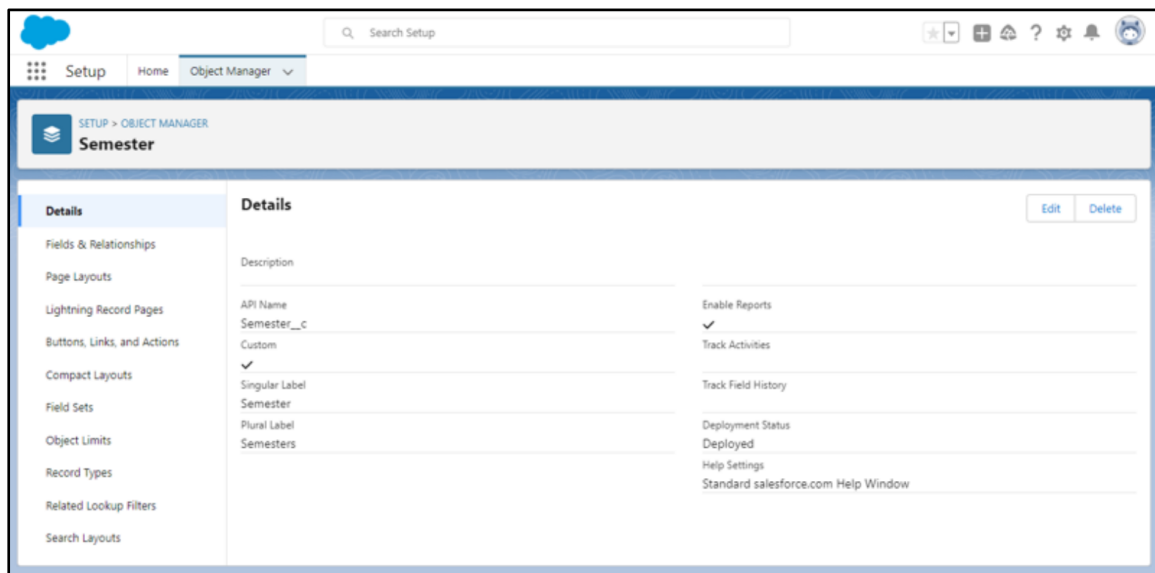 Search Setup
Setup
Home
Object Manager
SETUP > OBJECT MANAGER
Semester
Details
Fields & Relationships
Page Layouts
Lightning Record Pages
Buttons, Links, and Actions
Compact Layouts
Field Sets
Object Limits
Record Types
Related Lookup Filters
Search Layouts
Details
Edit
Delete
Description
API Name
Semester__c
Custom
Singular Label
Semester
Plural Label
Semesters
Enable Reports
Track Activities
Track Field History
Deployment Status
Deployed
Help Settings
Standard salesforce.com Help Window